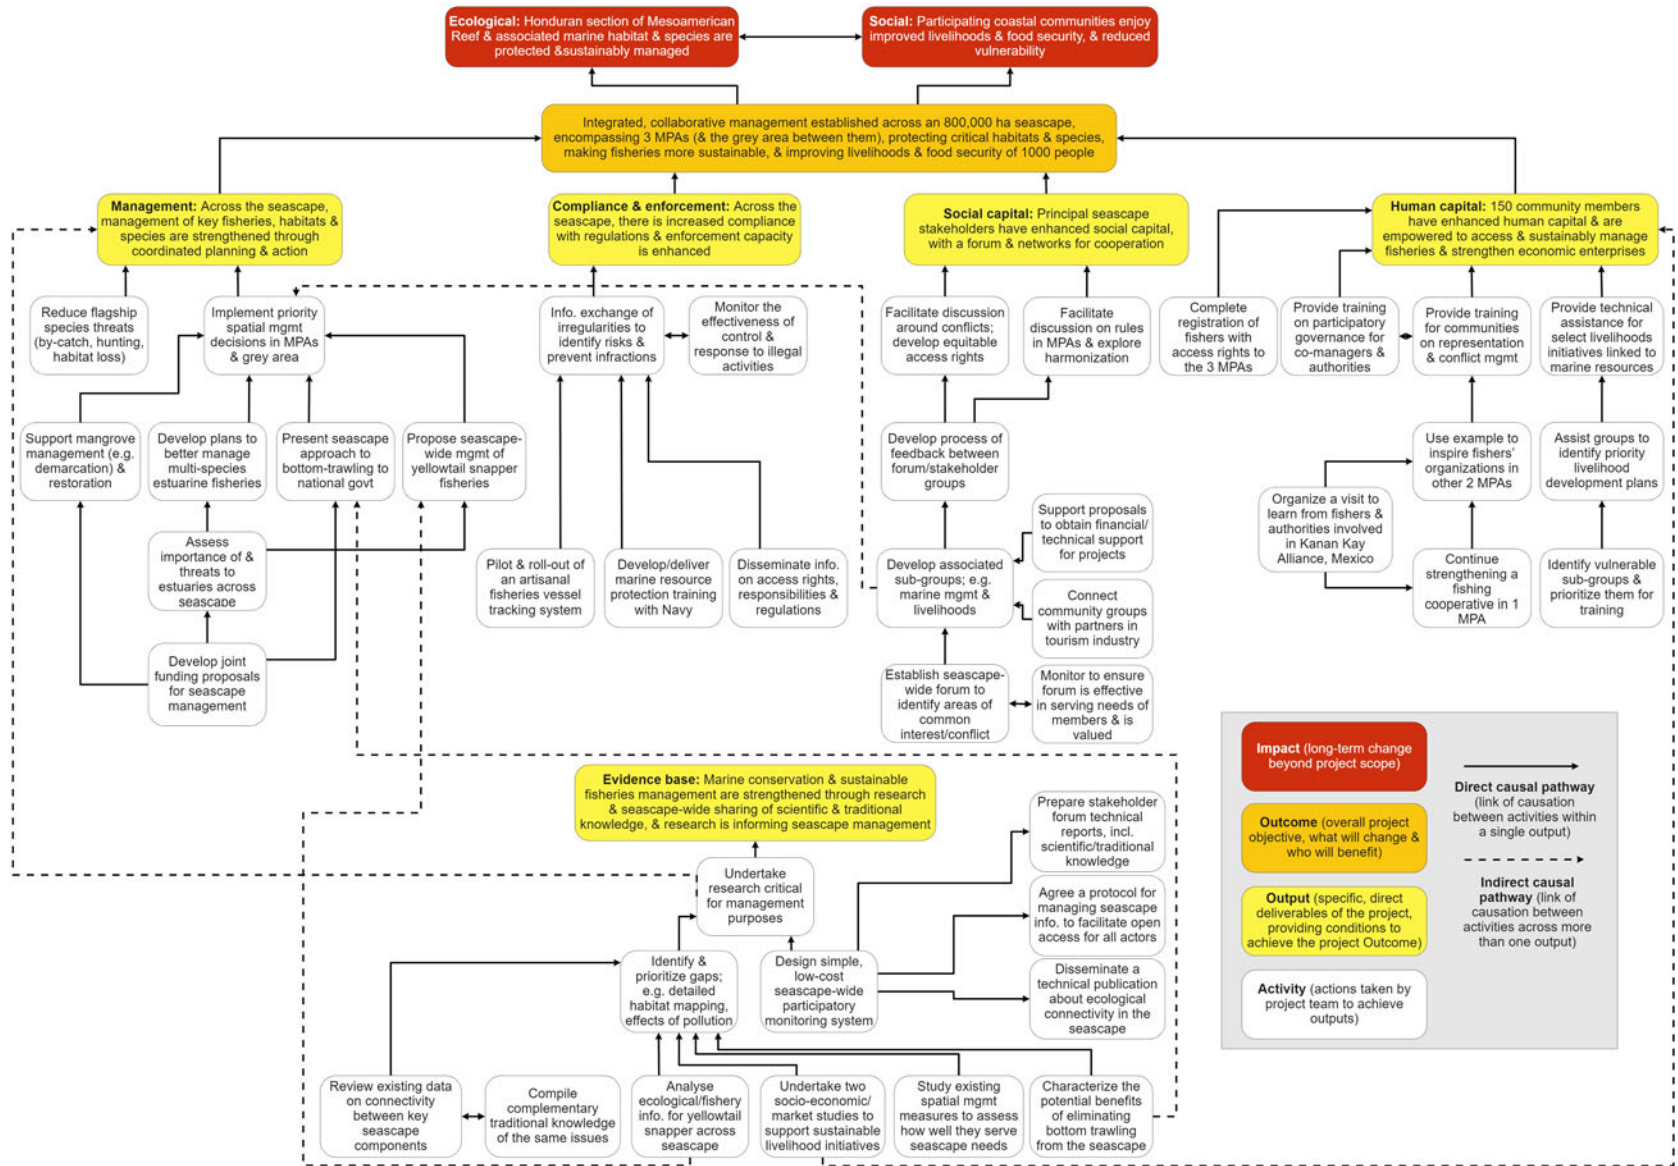 Ecological: Honduran section of Mesoamerican
Reef & associated marine habitat & species are
protected &sustainably managed
Social: Participating coastal communities enjoy
improved livelihoods & food security, & reduced
vulnerability
Integrated, collaborative management established across an 800,000 ha seascape,
encompassing 3 MPAs (& the grey area between them), protecting critical habitats & species,
making fisheries more sustainable, & improving livelihoods & food security of 1000 people
Management: Across the seascape,
management of key fisheries, habitats &
species are strengthened through
coordinated planning & action
Compliance & enforcement: Across the
seascape, there is increased compliance
with regulations & enforcement capacity
is enhanced
Social capital: Principal seascape
stakeholders have enhanced social capital,
with a forum & networks for cooperation
Human capital: 150 community members
have enhanced human capital & are
empowered to access & sustainably manage
fisheries & strengthen economic enterprises
Reduce flagship
species threats
(by-catch, hunting,
habitat loss)
Implement priority
spatial mgmt
decisions in MPAs
& grey area
Info. exchange of
irregularities to
identify risks &
prevent infractions
Monitor the
effectiveness of
control &
response to illegal
activities
Facilitate discussion
around conflicts;
develop equitable
access rights
Facilitate
discussion on rules
in MPAs & explore
harmonization
Complete
registration of
fishers with
access rights to
the 3 MPAs
Provide training
on participatory
governance for
co-managers &
authorities
Provide training
for communities
on representation
& conflict mgmt
Provide technical
assistance for
select livelihoods
initiatives linked to
marine resources
Support mangrove
management (e.g.
demarcation) &
restoration
Develop plans to
better manage
multi-species
estuarine fisheries
Present seascape
approach to
bottom-trawling to
national govt
Propose seascape-
wide mgmt of
yellowtail snapper
fisheries
Develop process of
feedback between
forum/stakeholder
groups
Use example to
inspire fishers'
organizations in
other 2 MPAs
Assist groups to
identify priority
livelihood
development plans
Organize a visit to
learn from fishers &
authorities involved
in Kanan Kay
Alliance, Mexico
Assess
importance of &
threats to
estuaries across
seascape
Pilot & roll-out of
an artisanal
fisheries vessel
tracking system
Develop/deliver
marine resource
protection training
with Navy
Disseminate info.
on access rights,
responsibilities &
regulations
Develop associated
sub-groups; e.g.
marine mgmt &
livelihoods
Support proposals
to obtain financial/
technical support
for projects
Connect
community groups
with partners in
tourism industry
Continue
strengthening a
fishing
cooperative in 1
MPA
Identify vulnerable
sub-groups &
prioritize them for
training
Develop joint
funding proposals
for seascape
management
Establish seascape-
wide forum to
identify areas of
common
interest/conflict
Monitor to ensure
forum is effective
in serving needs of
members & is
valued
Evidence base: Marine conservation & sustainable
fisheries management are strengthened through research
& seascape-wide sharing of scientific & traditional
knowledge, & research is informing seascape management
Undertake
research critical
for management
purposes
Prepare stakeholder
forum technical
reports, incl.
scientific/traditional
knowledge
Agree a protocol for
managing seascape
info. to facilitate open
access for all actors
Identify &
prioritize gaps;
e.g. detailed
habitat mapping,
effects of pollution
Design simple,
low-cost
seascape-wide
participatory
monitoring system
Disseminate a
technical publication
about ecological
connectivity in the
seascape
Review existing data
on connectivity
between key
seascape
components
Compile
complementary
traditional knowledge
of the same issues
Analyse
ecological/fishery
info. for yellowtail
snapper across
seascape
Undertake two
socio-economic/
market studies to
support sustainable
livelihood initiatives
Study existing
spatial mgmt
measures to assess
how well they serve
seascape needs
Characterize the
potential benefits
of eliminating
bottom trawling
from the seascape
Impact (long-term change
beyond project scope)
Outcome (overall project
objective, what will change &
who will benefit)
Output (specific, direct
deliverables of the project,
providing conditions to
achieve the project Outcome)
Activity (actions taken by
project team to achieve
outputs)
Direct causal pathway
(link of causation
between activities within
a single output)
Indirect causal
pathway (link of
causation between
activities across more
than one output)